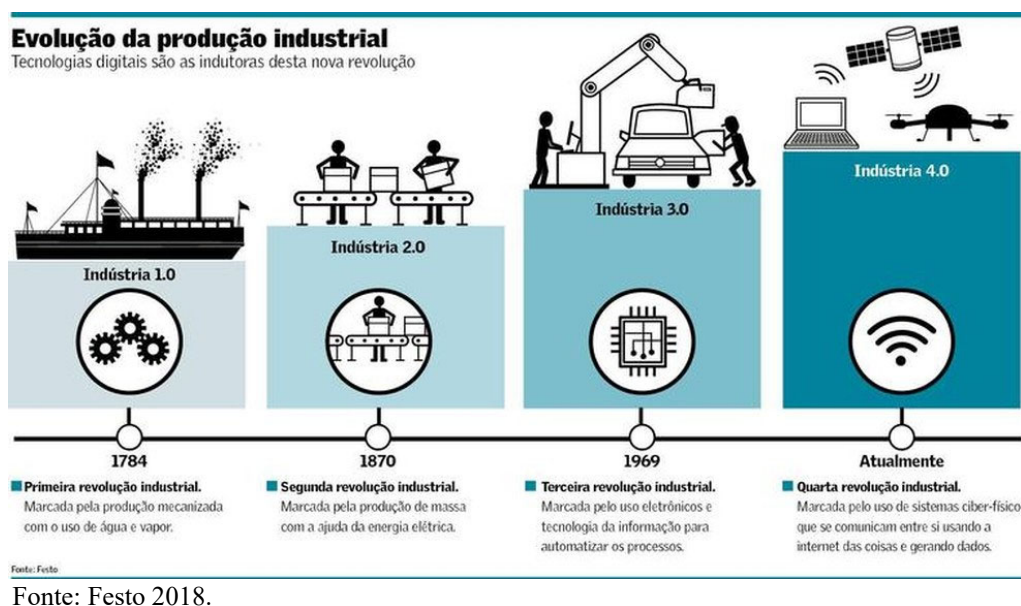 Evolução da produção industrial
Tecnologias digitais são as indutoras desta nova revolução
Indústria 1.0
Indústria 2.0
Indústria 3.0
Indústria 4.0
1784
1870
1969
Atualmente
Primeira revolução industrial.
Marcada pela produção mecanizada
com o uso de água e vapor.
Segunda revolução industrial.
Marcada pela produção de massa
com a ajuda da energia elétrica.
Terceira revolução industrial.
Marcada pelo uso eletrônicos e
tecnologia da informação para
automatizar os processos.
Quarta revolução industrial.
Marcada pelo uso de sistemas ciber-físico
que se comunicam entre si usando a
internet das coisas e gerando dados.
Fonte: Festo
Fonte: Festo 2018.